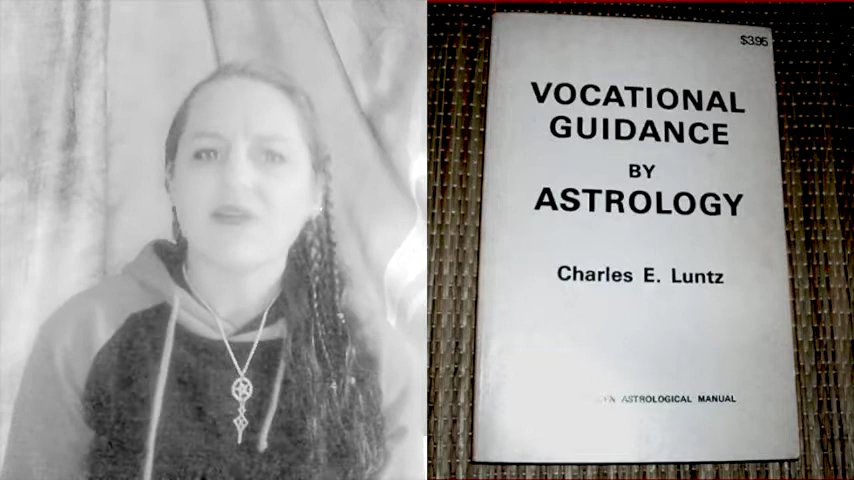 $3.95
VOCATIONAL
GUIDANCE
BY
ASTROLOGY
Charles E. Luntz
ASTROLOGICAL MANUAL